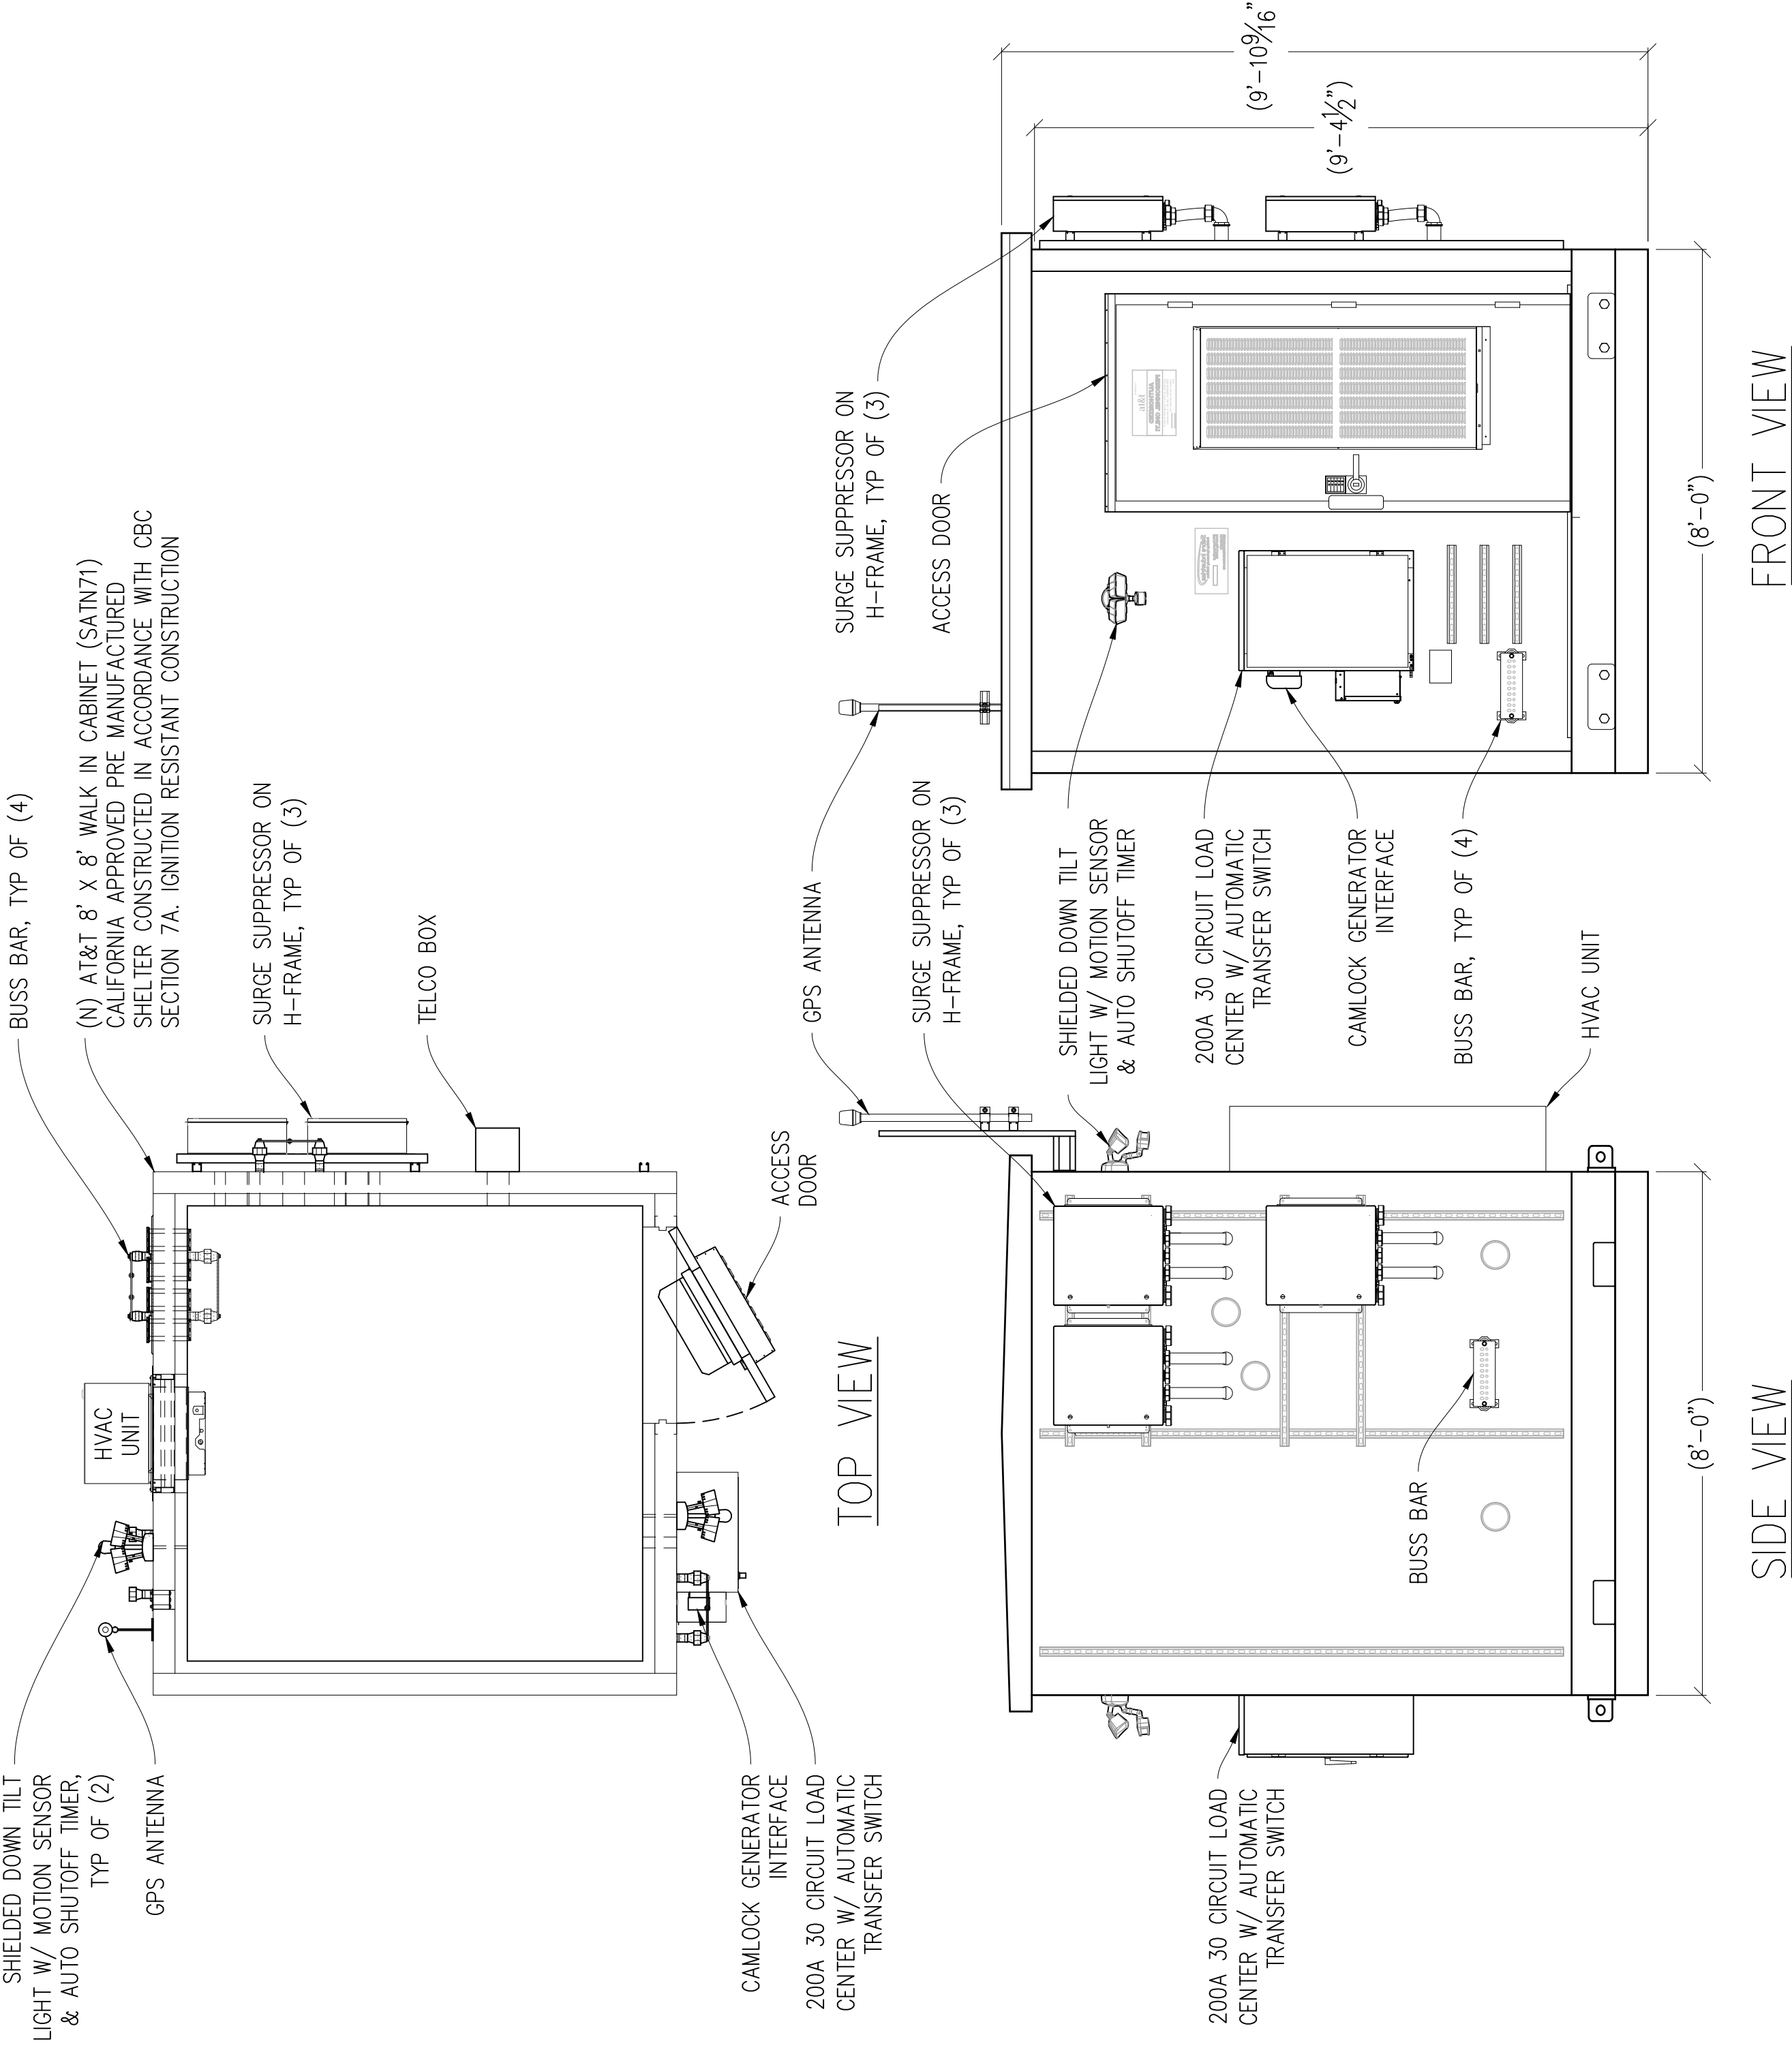 SHIELDED DOWN TILT
LIGHT W/ MOTION SENSOR
& AUTO SHUTOFF TIMER,
TYP OF (2)
GPS ANTENNA
BUSS BAR, TYP OF (4)
(N) AT&T 8' X 8' WALK IN CABINET (SATN71)
CALIFORNIA APPROVED PRE MANUFACTURED
SHELTER CONSTRUCTED IN ACCORDANCE WITH CBC
SECTION 7A. IGNITION RESISTANT CONSTRUCTION
SURGE SUPPRESSOR ON
H-FRAME, TYP OF (3)
TELCO BOX
HVAC
UNIT
ACCESS
DOOR
CAMLOCK GENERATOR
INTERFACE
200A 30 CIRCUIT LOAD
CENTER W/ AUTOMATIC
TRANSFER SWITCH
TOP VIEW
GPS ANTENNA
SURGE SUPPRESSOR ON
H-FRAME, TYP OF (3)
SHIELDED DOWN TILT
LIGHT W/ MOTION SENSOR
& AUTO SHUTOFF TIMER
200A 30 CIRCUIT LOAD
CENTER W/ AUTOMATIC
TRANSFER SWITCH
CAMLOCK GENERATOR
INTERFACE
BUSS BAR, TYP OF (4)
HVAC UNIT
BUSS BAR
200A 30 CIRCUIT LOAD
CENTER W/ AUTOMATIC
TRANSFER SWITCH
(8'-0")
SIDE VIEW
SURGE SUPPRESSOR ON
H-FRAME, TYP OF (3)
ACCESS DOOR
at&t
AUTHORIZED
PERSONNEL ONLY!
(9'-10 9/16"
(9'-4 1/2")
(8'-0")
FRONT VIEW